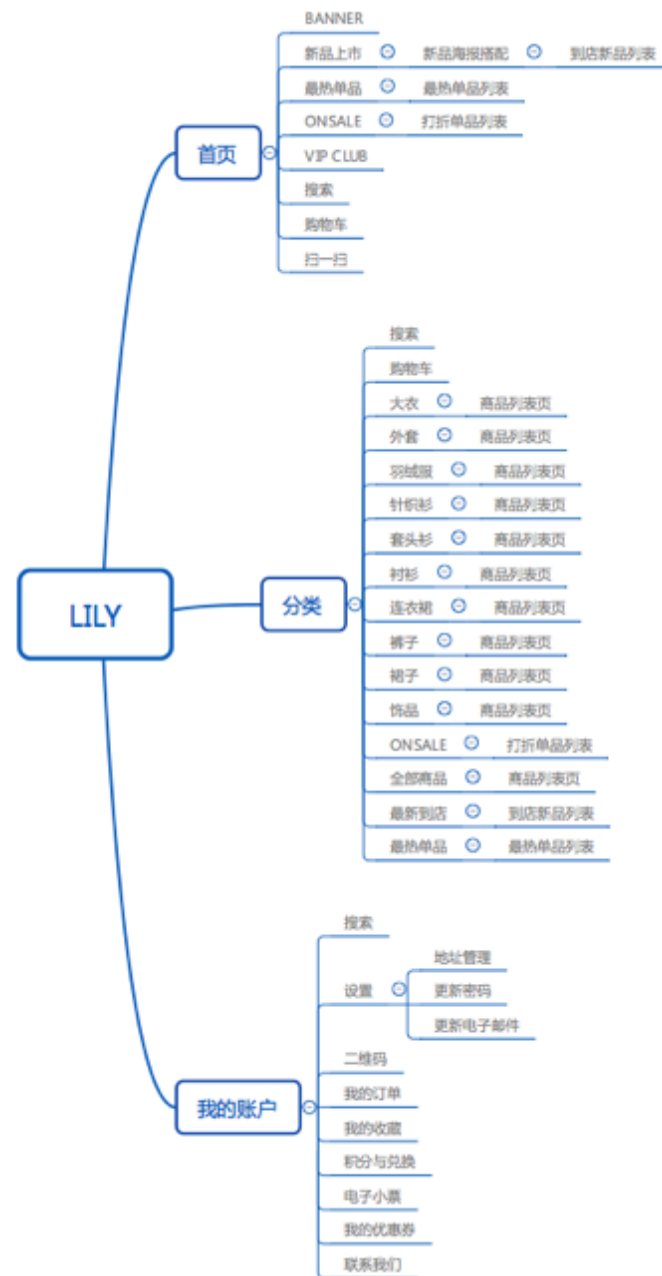 BANNER
新品上市 新品海报搭配 到店新品列表
最热单品 最热单品列表
ONSALE 打折单品列表
首页
VIP CLUB
搜索
购物车
扫一扫
搜索
购物车
大衣 商品列表页
外套 商品列表页
羽绒服 商品列表页
针织衫 商品列表页
套头衫 商品列表页
衬衫 商品列表页
LILY
分类
连衣裙 商品列表页
裤子 商品列表页
裙子 商品列表页
饰品 商品列表页
ONSALE 打折单品列表
全部商品 商品列表页
最新到店 到店新品列表
最热单品 最热单品列表
搜索
地址管理
设置 更新密码
更新电子邮件
二维码
我的订单
我的账户
我的收藏
积分与兑换
电子小票
我的优惠券
联系我们